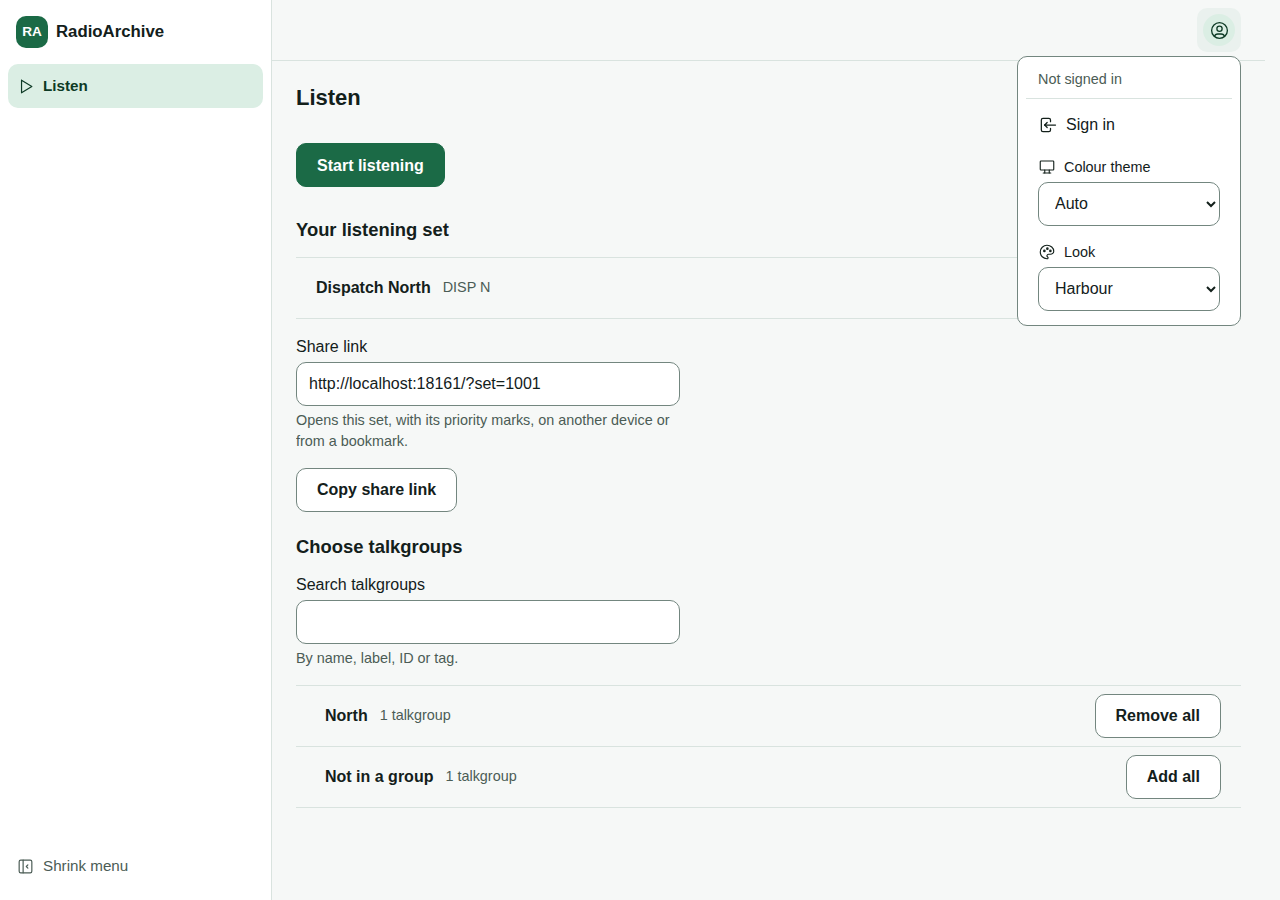 RA RadioArchive
Listen
Not signed in
Sign in
Colour theme
Auto
Look
Harbour
Listen
Start listening
Your listening set
Dispatch North DISP N
Share link
http://localhost:18161/?set=1001
Opens this set, with its priority marks, on another device or
from a bookmark.
Copy share link
Choose talkgroups
Search talkgroups
By name, label, ID or tag.
North 1 talkgroup Remove all
Not in a group 1 talkgroup Add all
Shrink menu